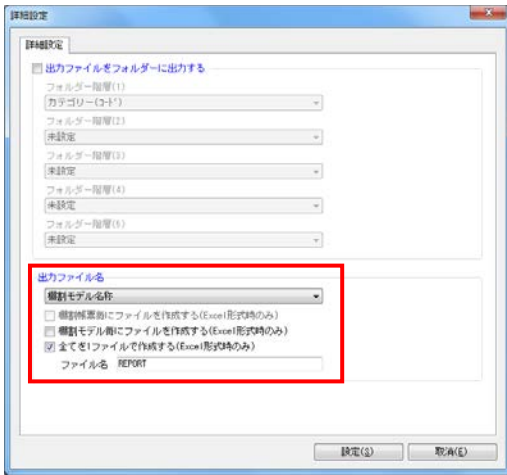 詳細設定
詳細設定
出力ファイルをフォルダーに出力する
フォルダー階層(1)
カテゴリー(コード)
フォルダー階層(2)
未設定
フォルダー階層(3)
未設定
フォルダー階層(4)
未設定
フォルダー階層(5)
未設定
出力ファイル名
棚割モデル名称
棚割帳票毎にファイルを作成する(Excel形式時のみ)
棚割モデル毎にファイルを作成する(Excel形式時のみ)
全てを1ファイルで作成する(Excel形式時のみ)
ファイル名 REPORT
設定(S) 取消(E)